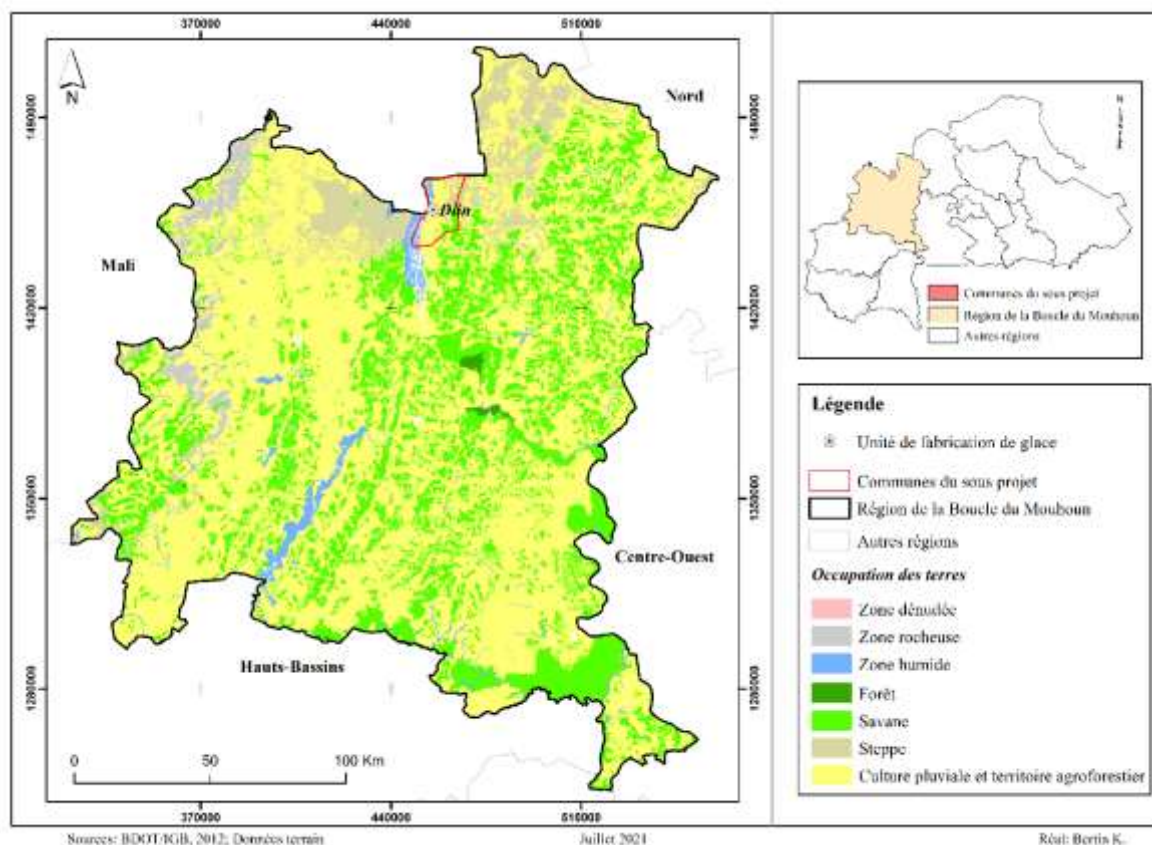 370000 440000 510000
N
Nord
Mali
Centre-Ouest
Hauts-Bassins
1490000
1420000
1350000
1280000
1490000
1420000
1350000
1280000
0 50 100 Km
370000 440000 510000
Sources: BDOT/IGB, 2012; Données terrain
Juillet 2021
Réal: Bertin K.
Communes du sous projet
Région de la Boucle du Mouhoun
Autres régions
Légende
Unité de fabrication de glace
Communes du sous projet
Région de la Boucle du Mouhoun
Autres régions
Occupation des terres
Zone dénudée
Zone rocheuse
Zone humide
Forêt
Savane
Steppe
Culture pluviale et territoire agroforestier